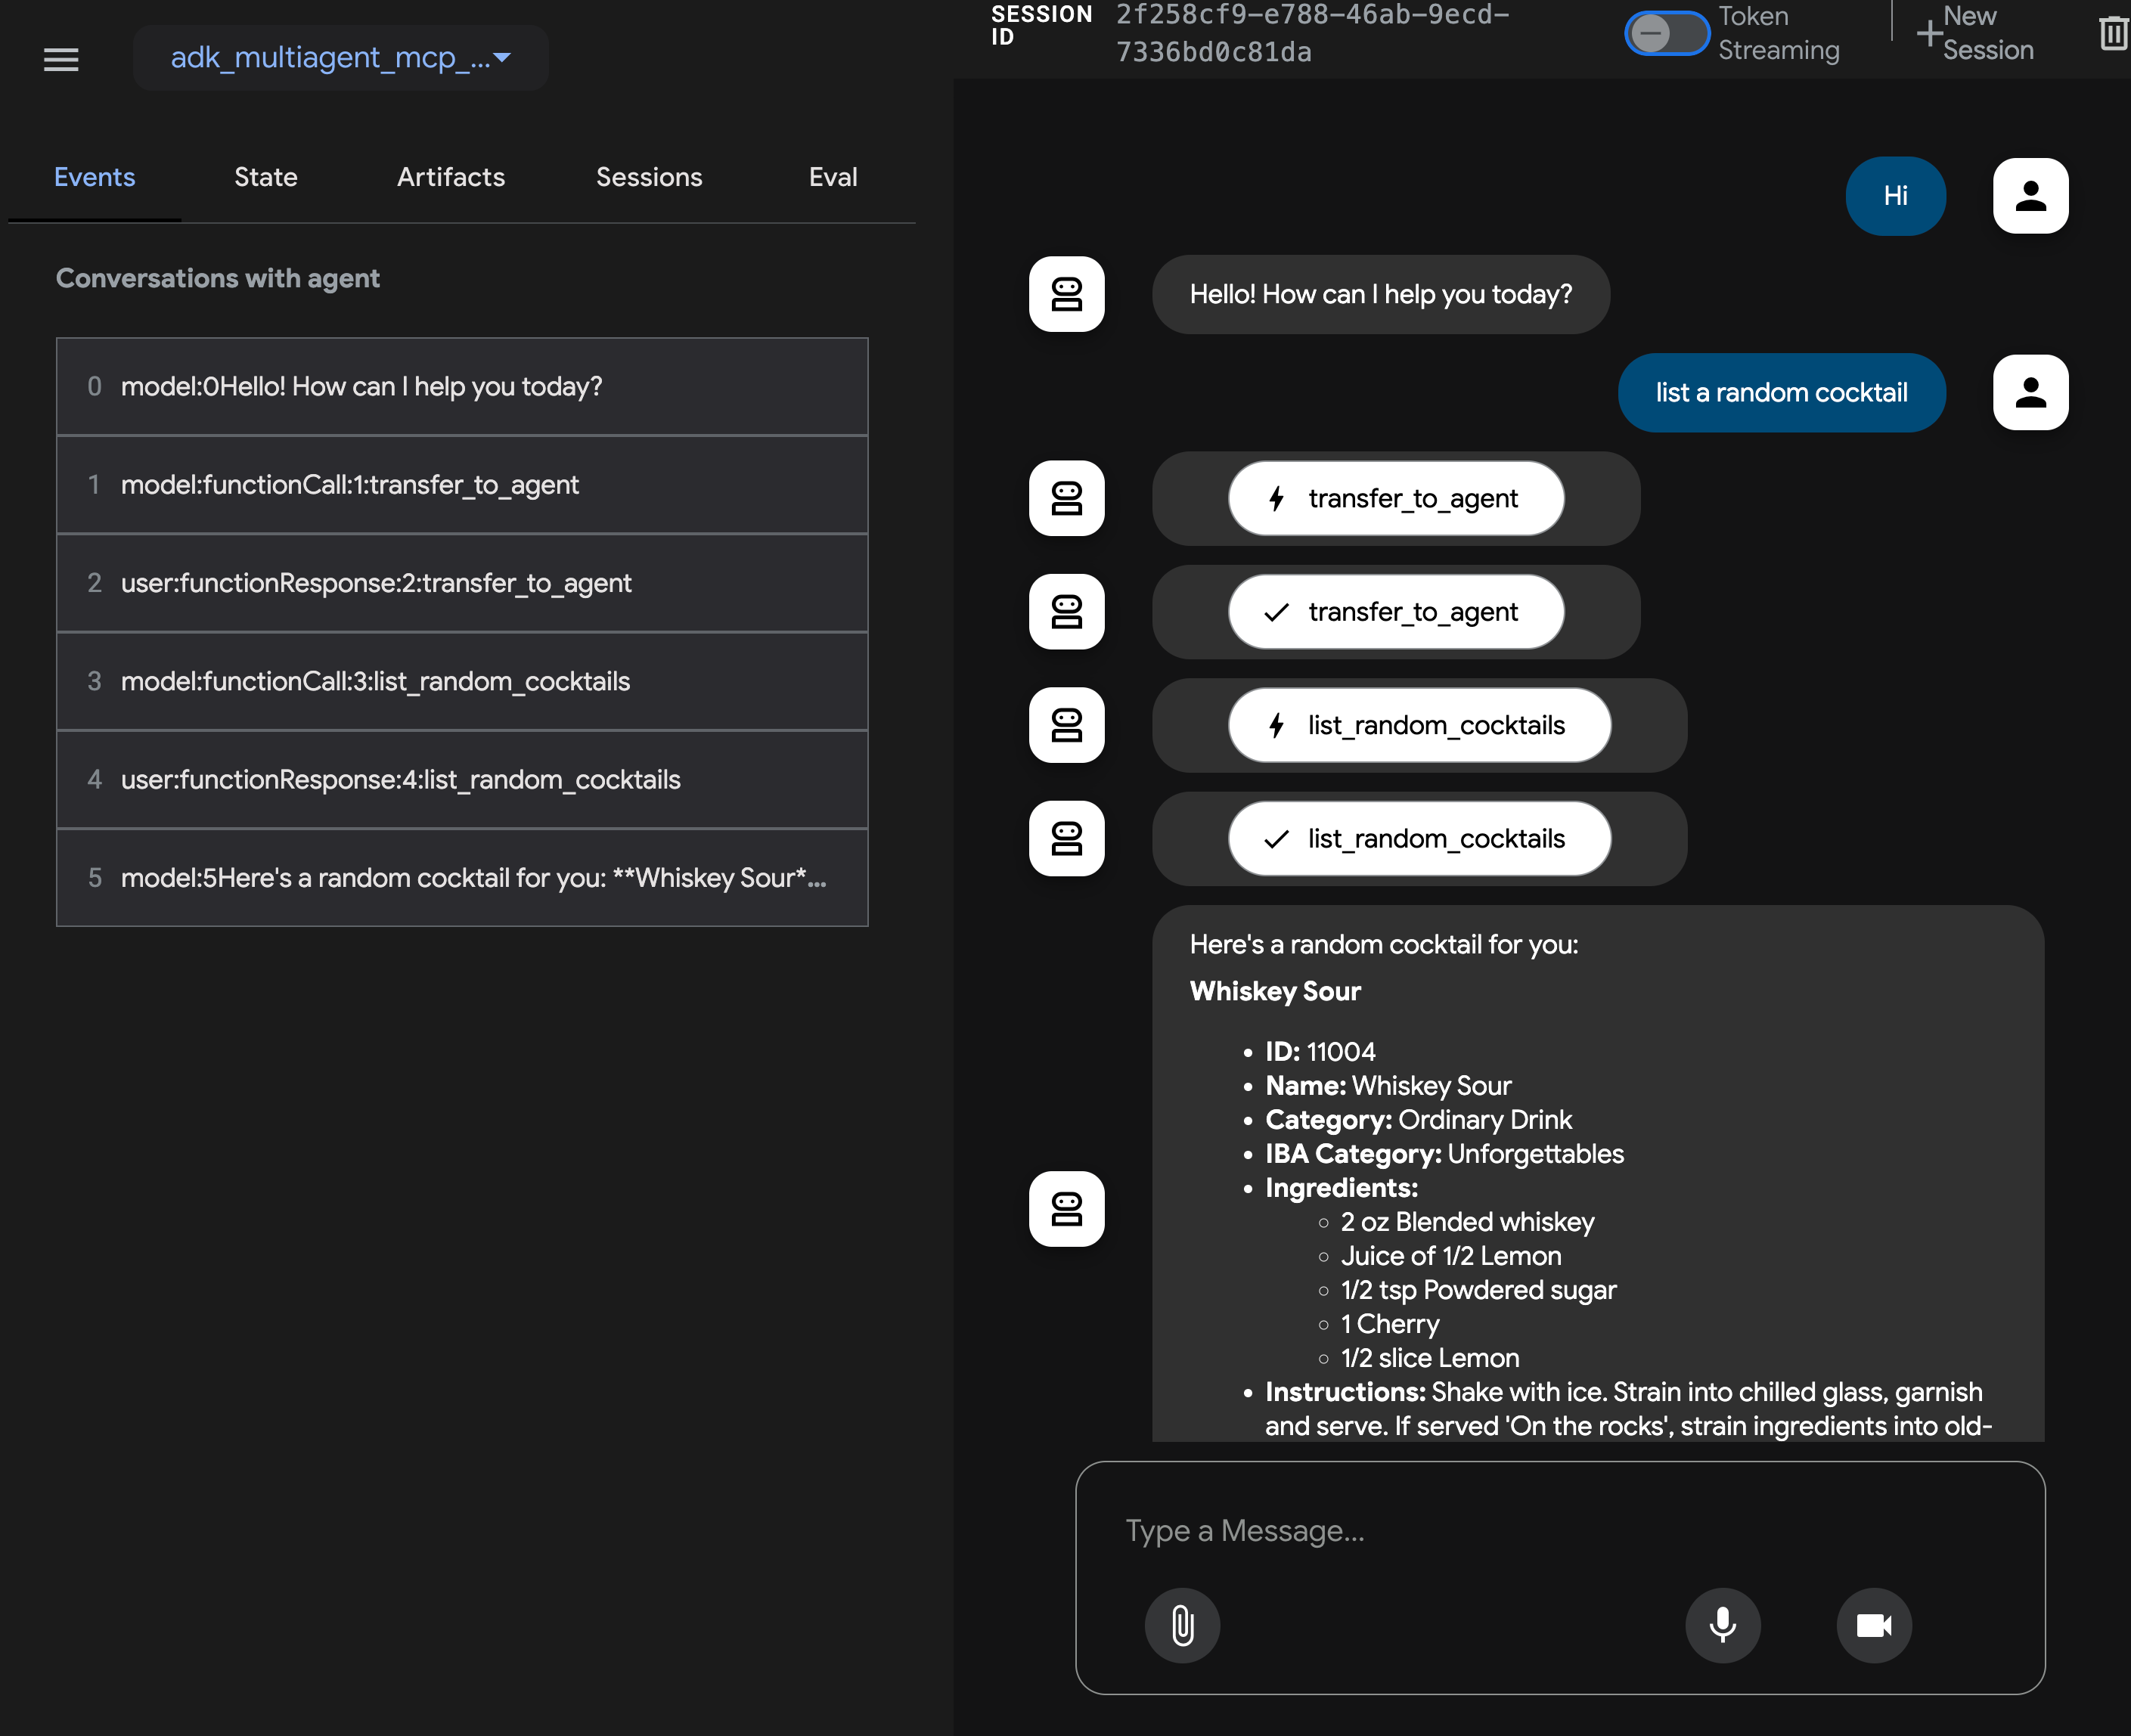 adk_multiagent_mcp_...
SESSION ID
2f258cf9-e788-46ab-9ecd-
7336bd0c81da
Token
Streaming
New
Session
Events
State
Artifacts
Sessions
Eval
Conversations with agent
0 model:0Hello! How can I help you today?
1 model:functionCall:1:transfer_to_agent
2 user:functionResponse:2:transfer_to_agent
3 model:functionCall:3:list_random_cocktails
4 user:functionResponse:4:list_random_cocktails
5 model:5Here's a random cocktail for you: **Whiskey Sour*...
Hi
Hello! How can I help you today?
list a random cocktail
transfer_to_agent
transfer_to_agent
list_random_cocktails
list_random_cocktails
Here's a random cocktail for you:
Whiskey Sour
ID: 11004
Name: Whiskey Sour
Category: Ordinary Drink
IBA Category: Unforgettables
Ingredients:
2 oz Blended whiskey
Juice of 1/2 Lemon
1/2 tsp Powdered sugar
1 Cherry
1/2 slice Lemon
Instructions: Shake with ice. Strain into chilled glass, garnish
and serve. If served 'On the rocks', strain ingredients into old-
Type a Message...